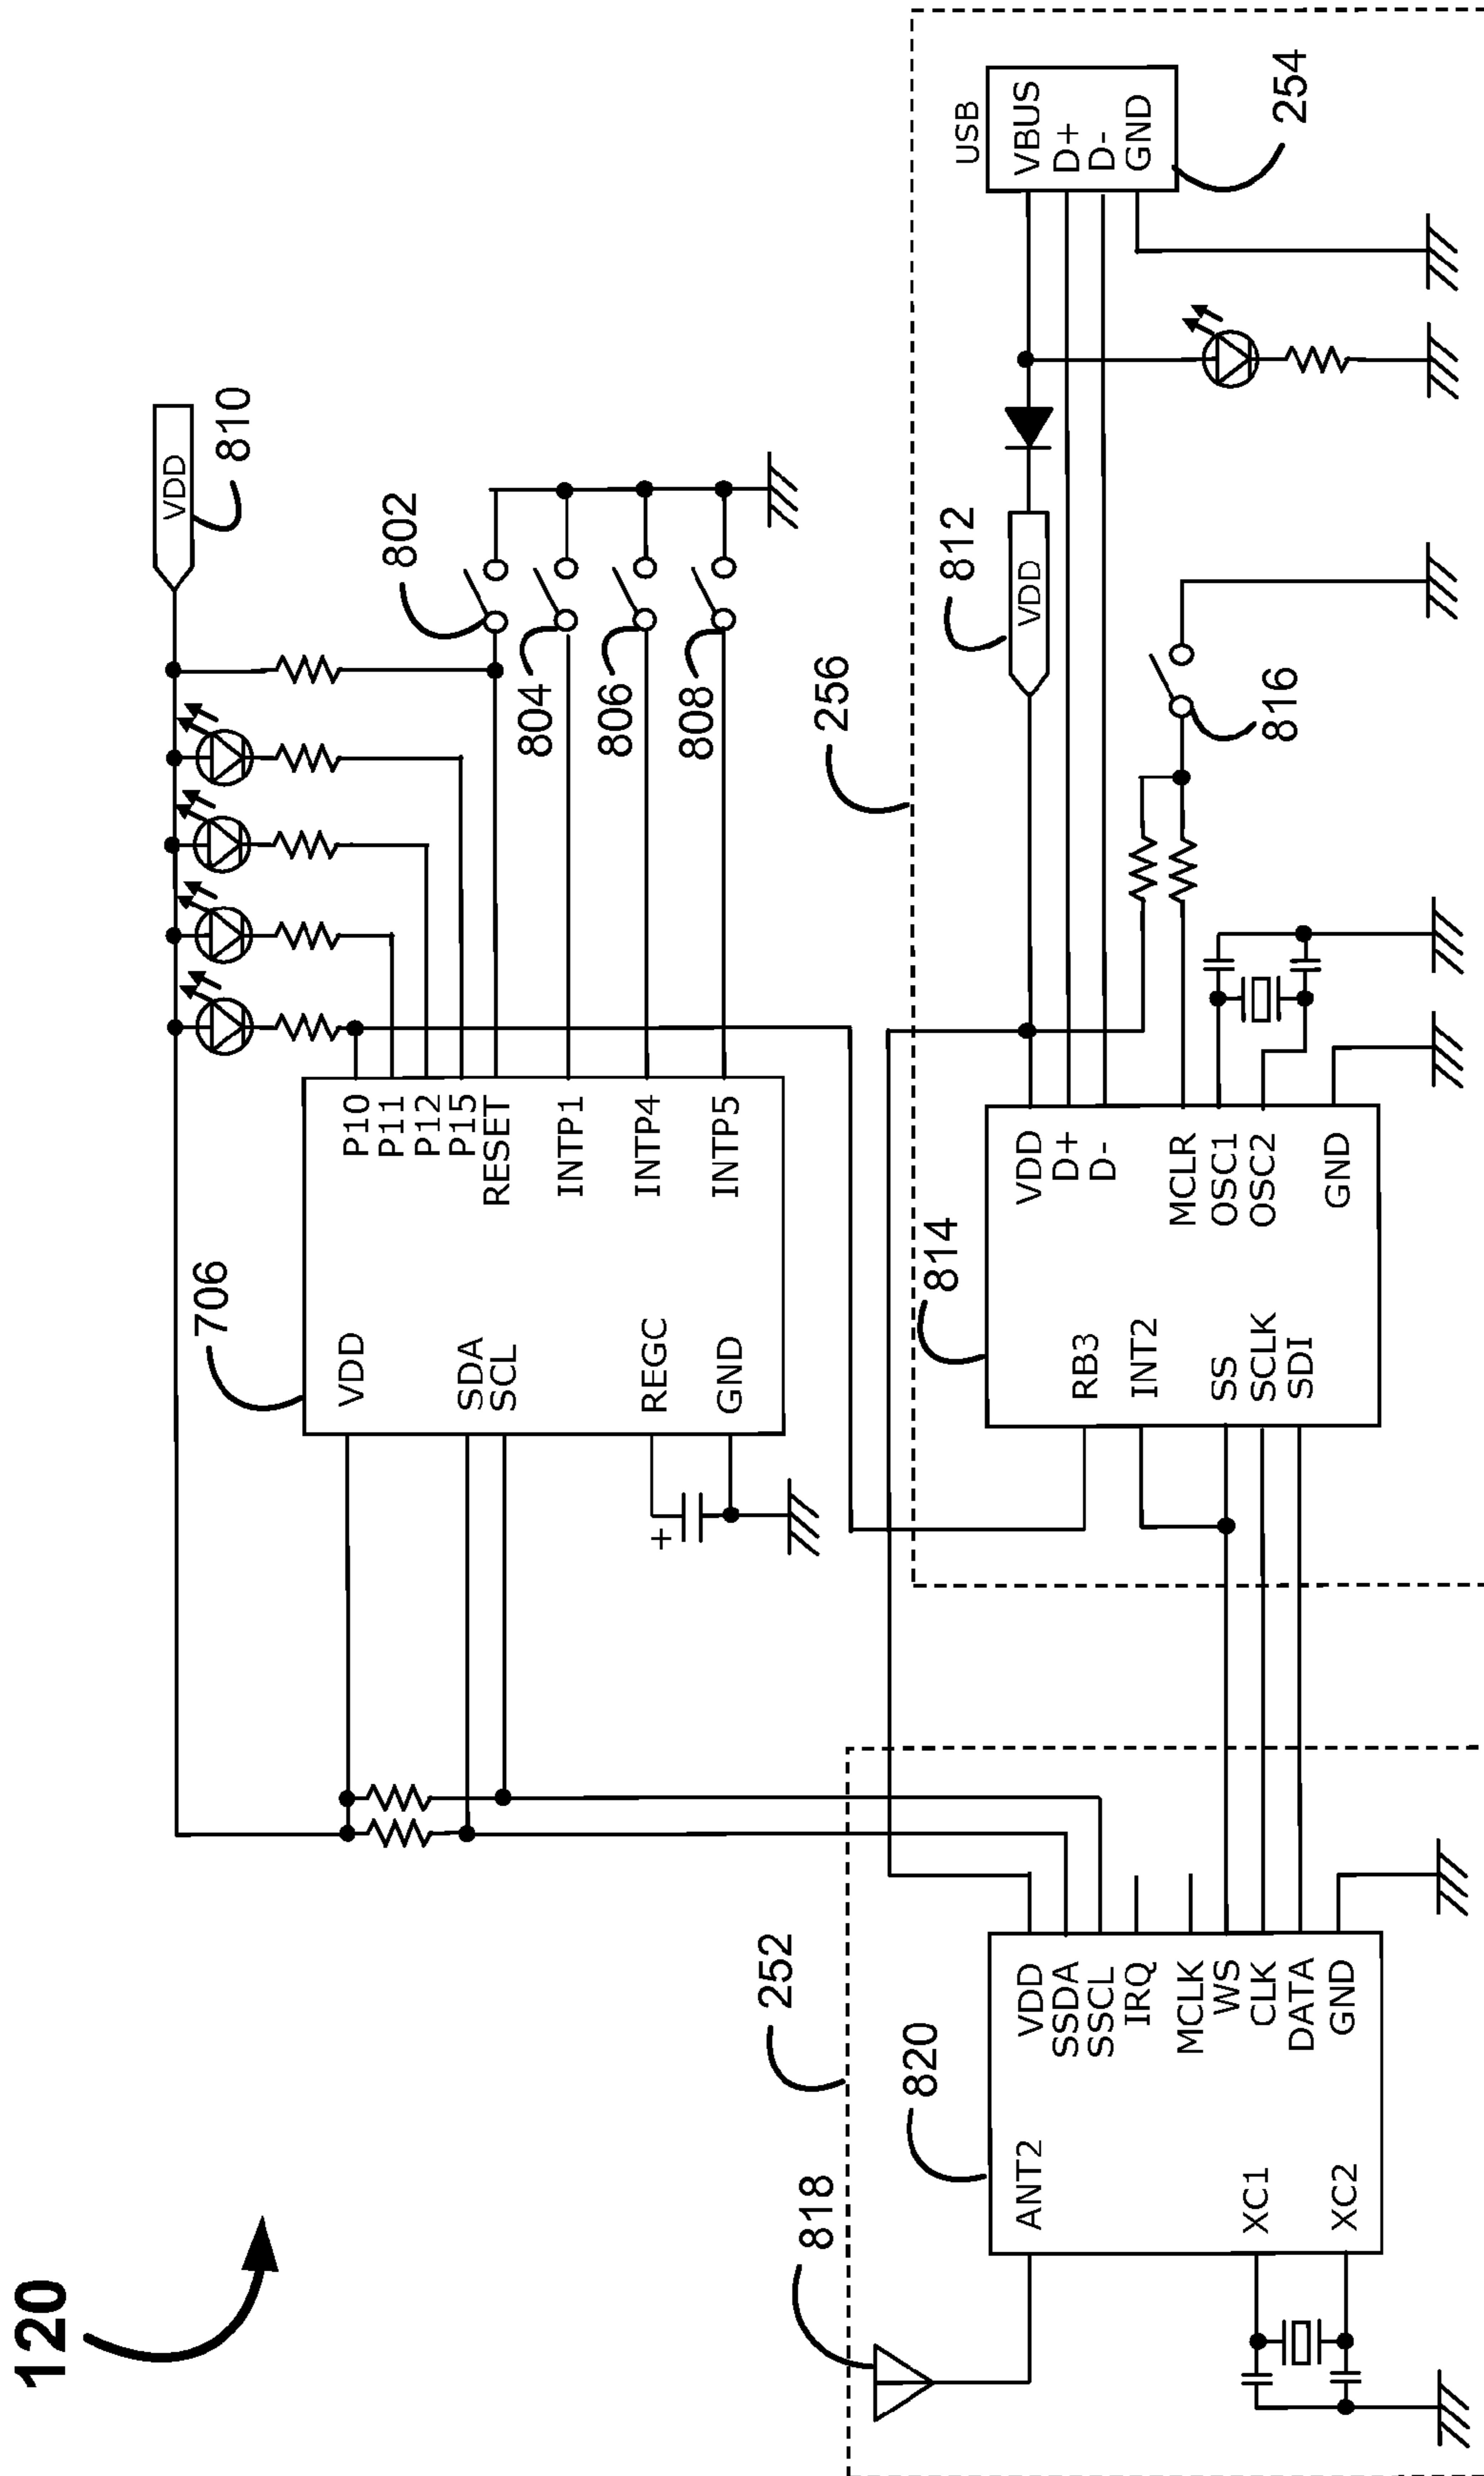 120
VDD
810
706
VDD
SDA
SCL
REGC
GND
P10
P11
P12
P15
RESET
INTP1
INTP4
INTP5
802
804
806
808
252
818
820
ANT2
XC1
XC2
VDD
SSDA
SSCL
IRQ
MCLK
WS
CLK
DATA
GND
256
814
RB3
INT2
SS
SCLK
SDI
VDD
D+
D-
MCLR
OSC1
OSC2
GND
812
VDD
816
USB
VBUS
D+
D-
GND
254
+